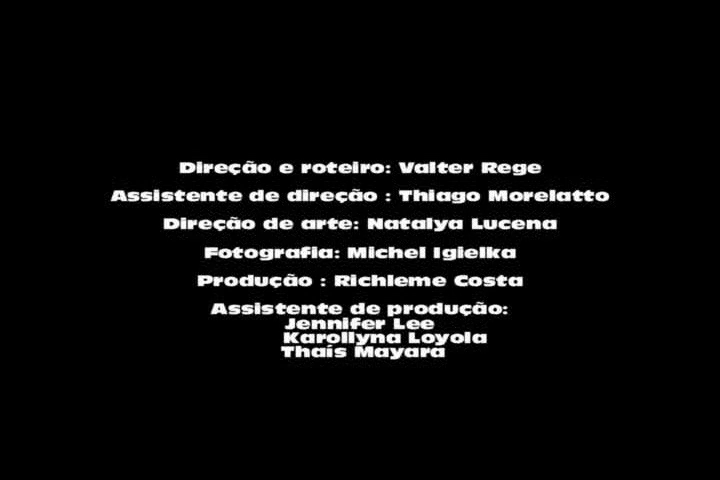 Direção e roteiro: Valter Rege
Assistente de direção : Thiago Morelatto
Direção de arte: Natalya Lucena
Fotografia: Michel Igielka
Produção : Richleme Costa
Assistente de produção:
Jennifer Lee
Karollyna Loyola
Thaís Mayara